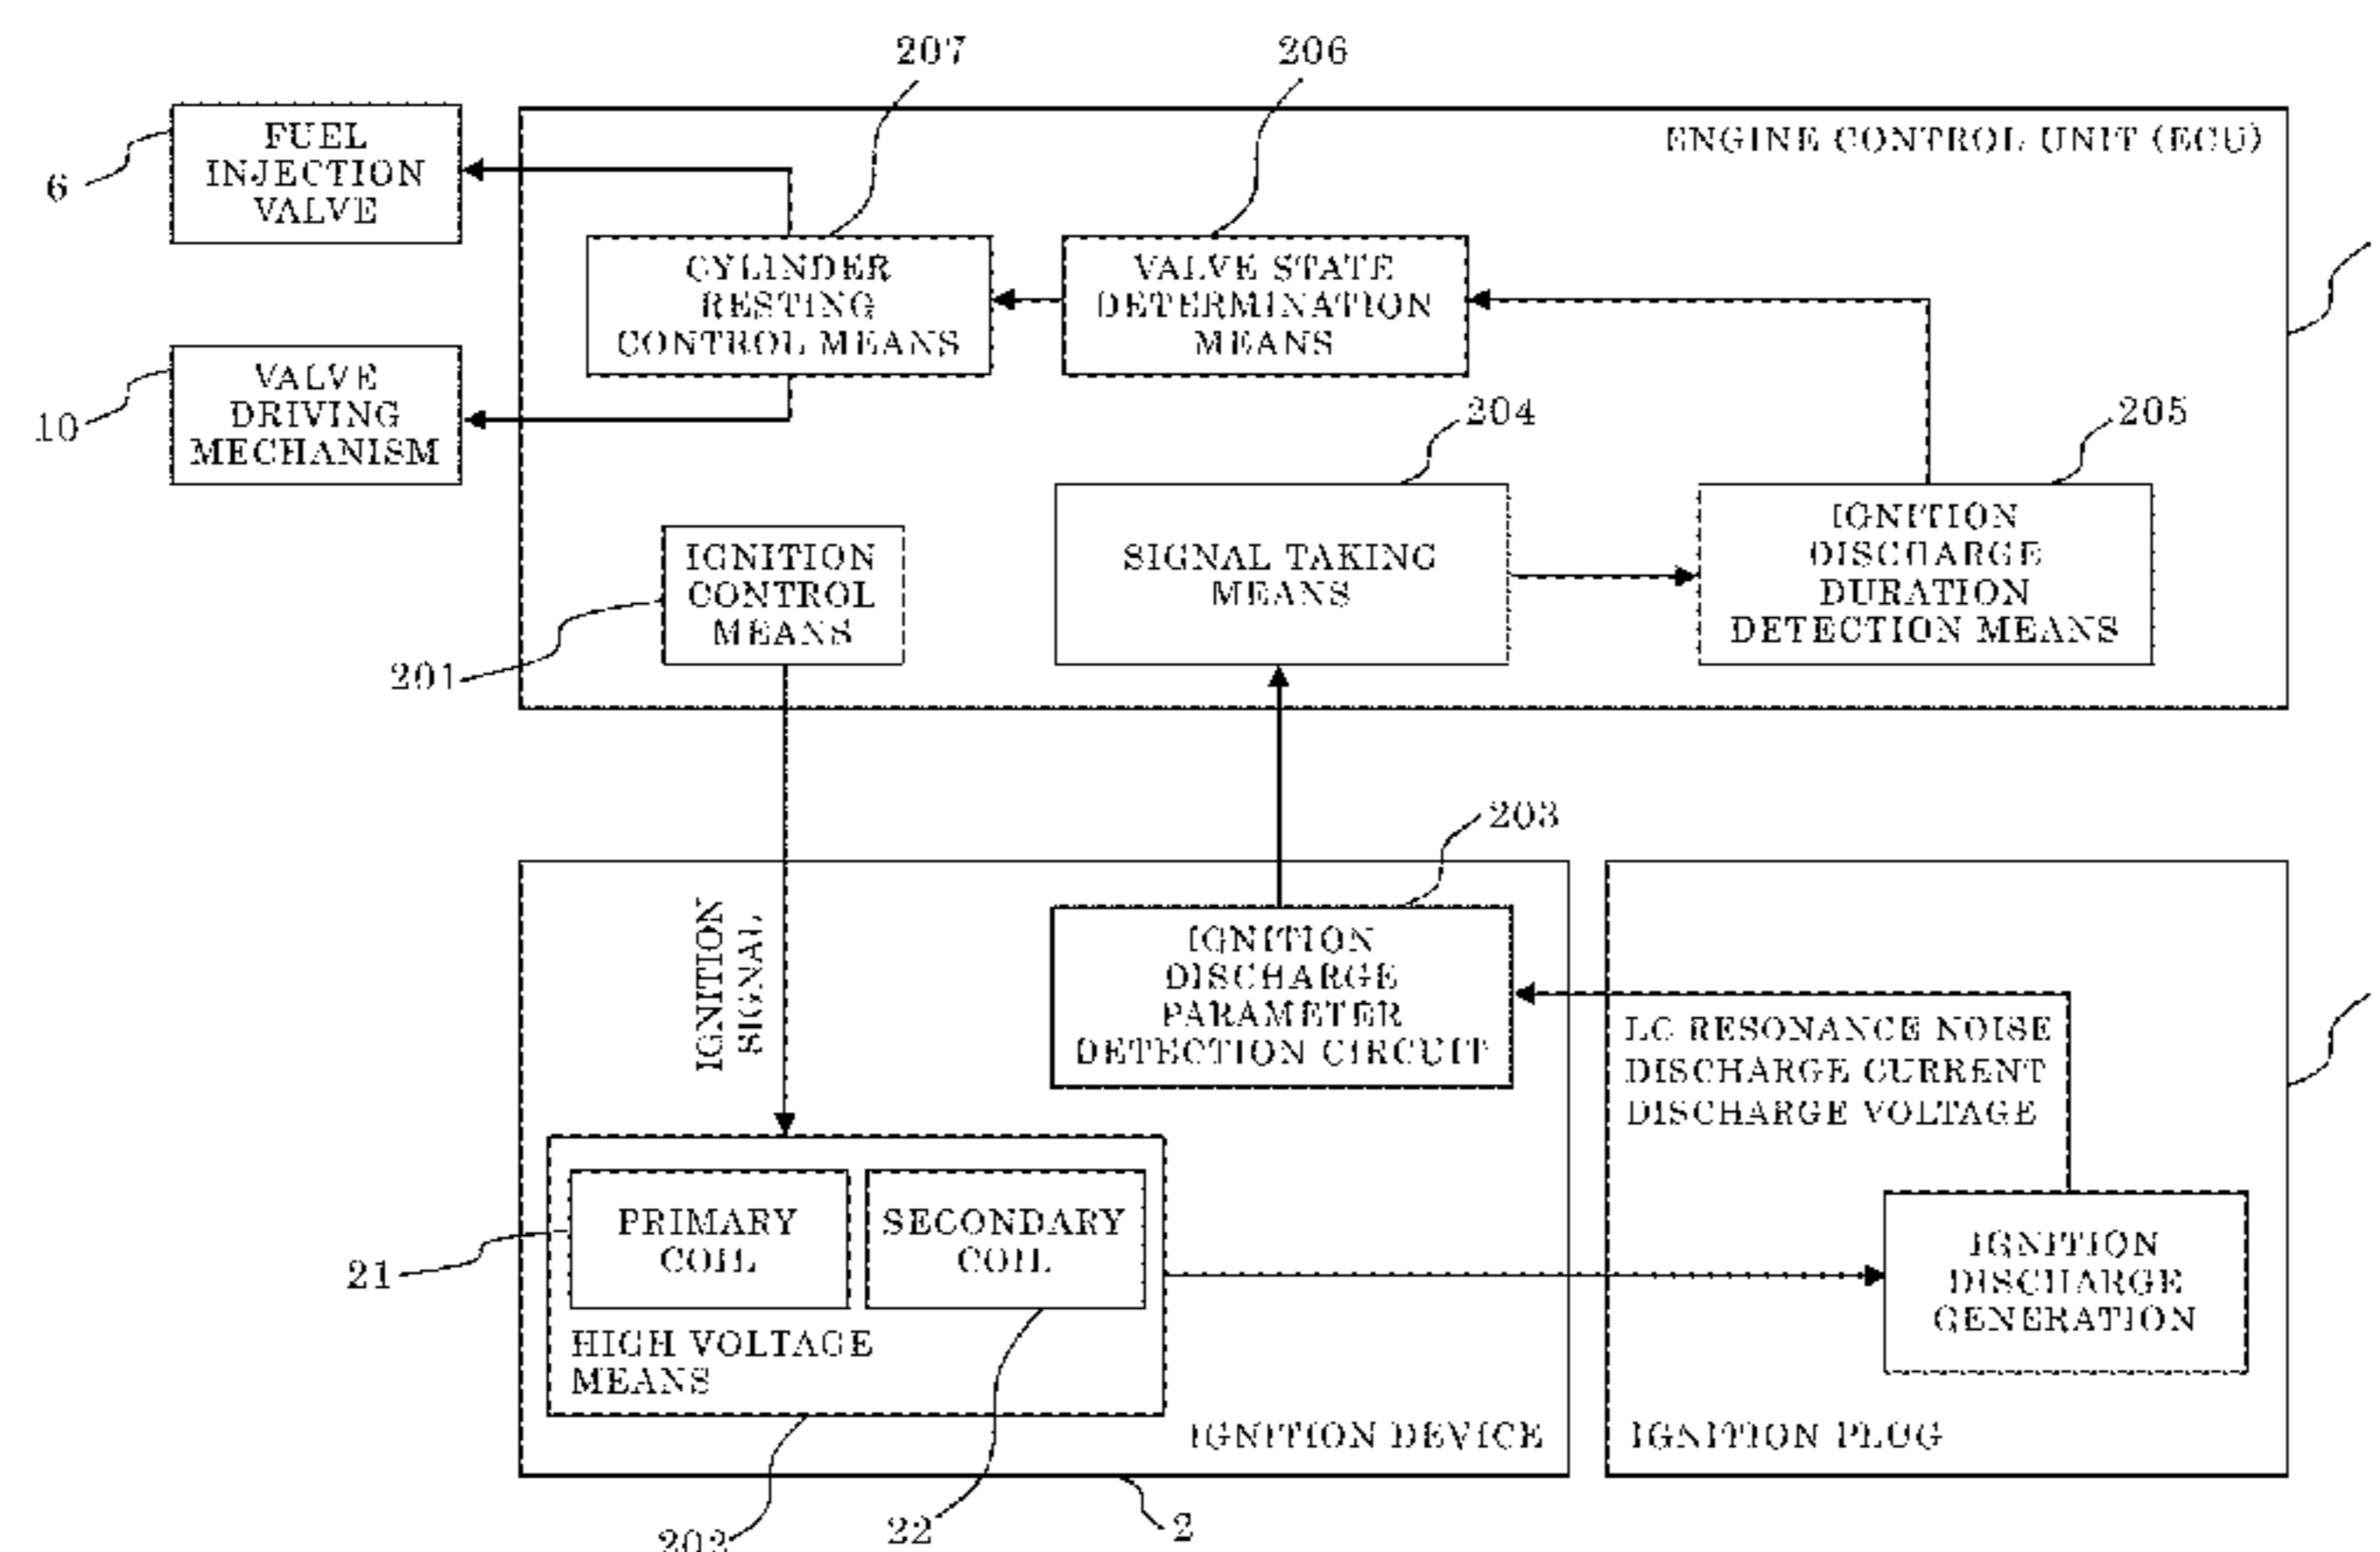 207
206
ENGINE CONTROL UNIT (ECU)
FUEL
INJECTION
VALVE
6
CYLINDER
RESTING
CONTROL MEANS
VALVE STATE
DETERMINATION
MEANS
VALVE
DRIVING
MECHANISM
10
204
205
IGNITION
CONTROL
MEANS
201
SIGNAL TAKING
MEANS
IGNITION
DISCHARGE
DURATION
DETECTION MEANS
203
IGNITION
SIGNAL
IGNITION
DISCHARGE
PARAMETER
DETECTION CIRCUIT
LC RESONANCE NOISE
DISCHARGE CURRENT
DISCHARGE VOLTAGE
PRIMARY
COIL
SECONDARY
COIL
21
HIGH VOLTAGE
MEANS
IGNITION
DISCHARGE
GENERATION
IGNITION DEVICE
IGNITION PLUG
202
22
2